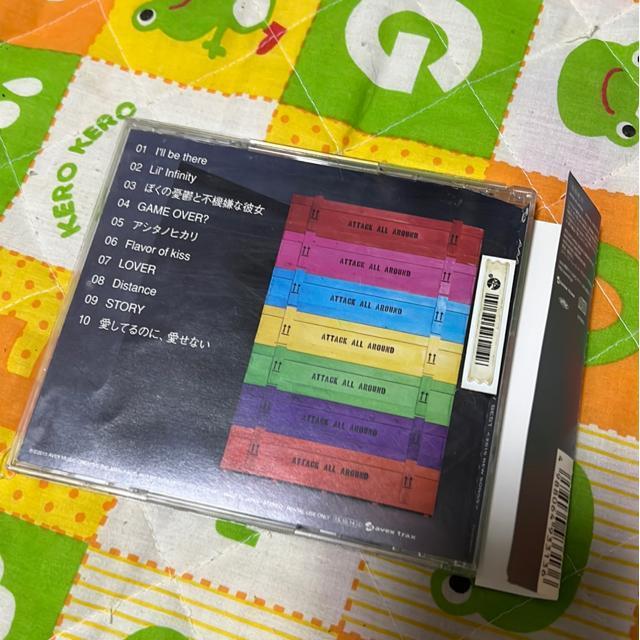 KERO KERO
G
01 I'll be there
02 Lil' Infinity
03 ぼくの憂鬱と不機嫌な彼女
04 GAME OVER?
05 アシタノヒカリ
06 Flavor of kiss
07 LOVER
08 Distance
09 STORY
10 愛してるのに、愛せない
ATTACK ALL AROUND
ATTACK ALL AROUND
ATTACK ALL AROUND
ATTACK ALL AROUND
ATTACK ALL AROUND
ATTACK ALL AROUND
ATTACK ALL AROUND
RENTAL USE ONLY
avex trax